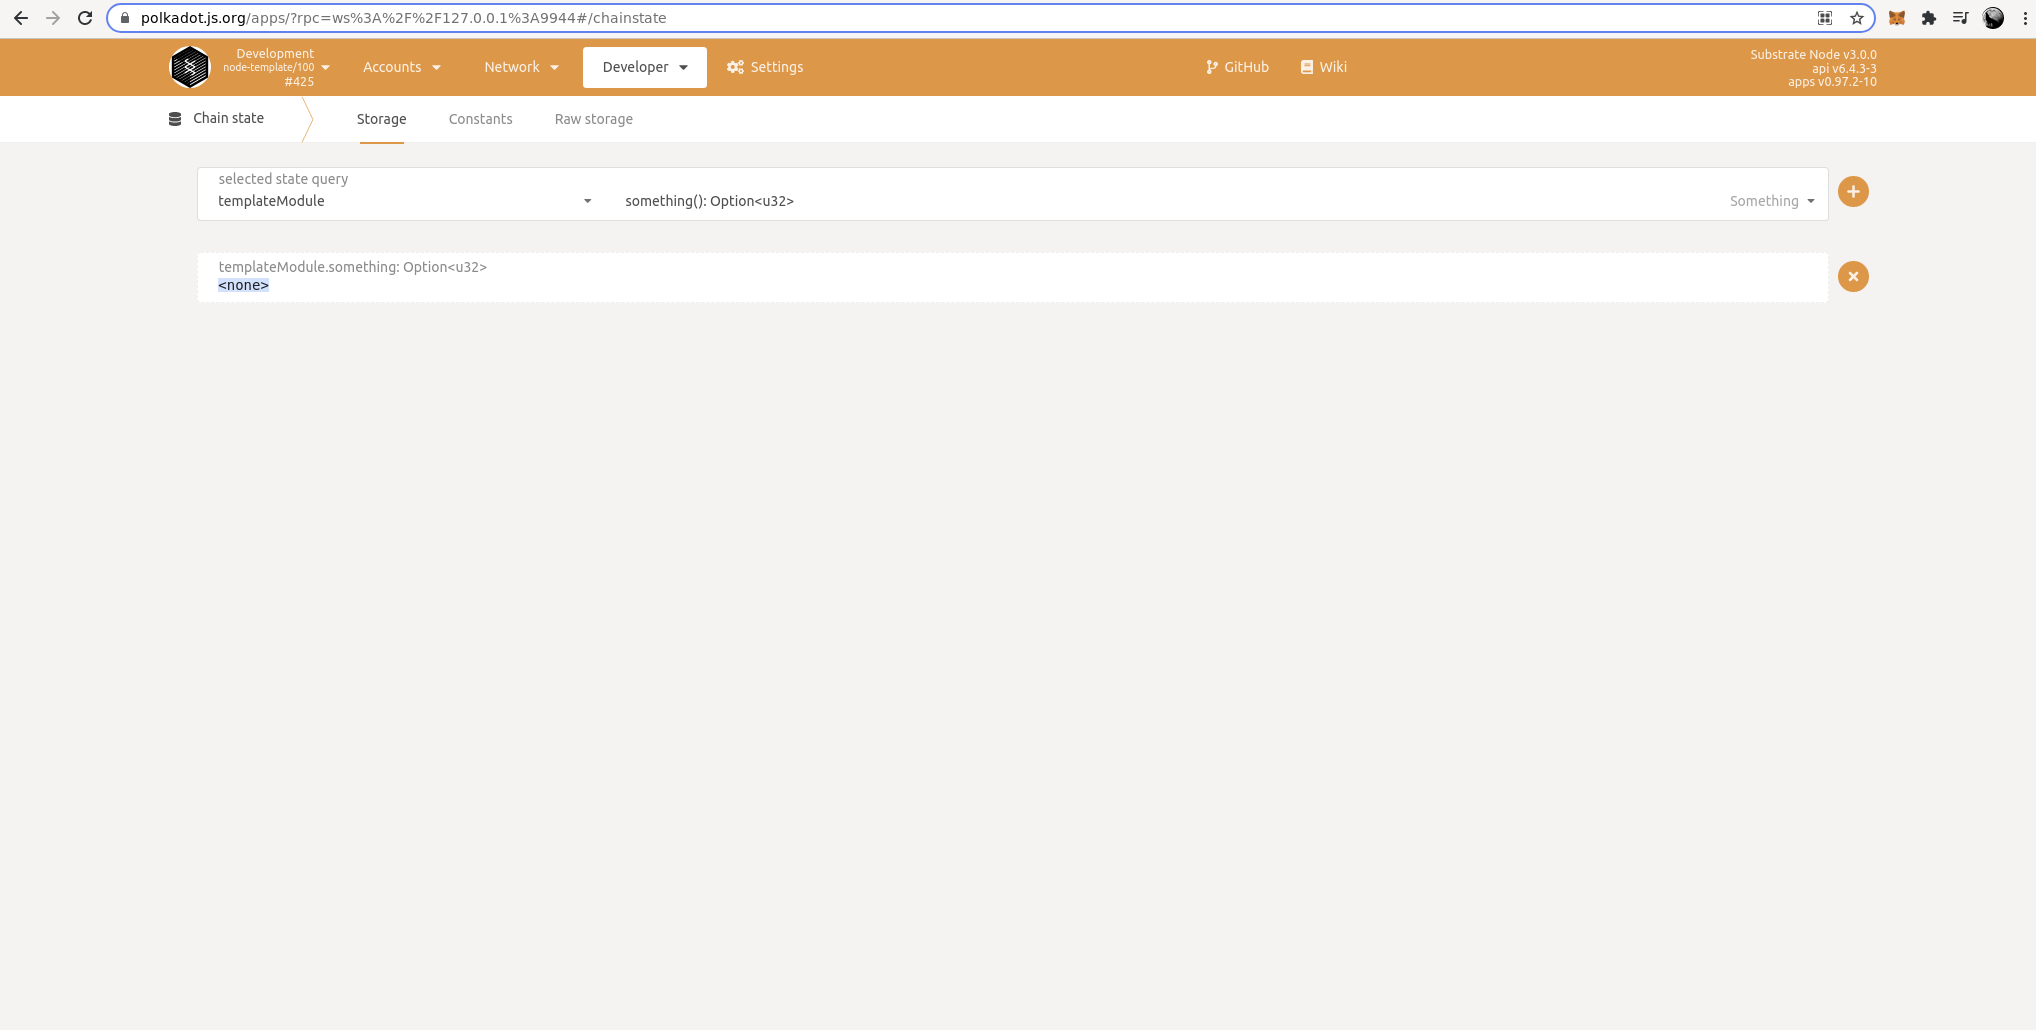 polkadot.js.org/apps/?rpc=ws%3A%2F%2F127.0.0.1%3A9944#/chainstate
Development
node-template/100
#425
Accounts
Network
Developer
Settings
GitHub
Wiki
Substrate Node v3.0.0
api v6.4.3-3
apps v0.97.2-10
Chain state
Storage
Constants
Raw storage
selected state query
templateModule
something(): Option<u32>
Something
templateModule.something: Option<u32>
<none>